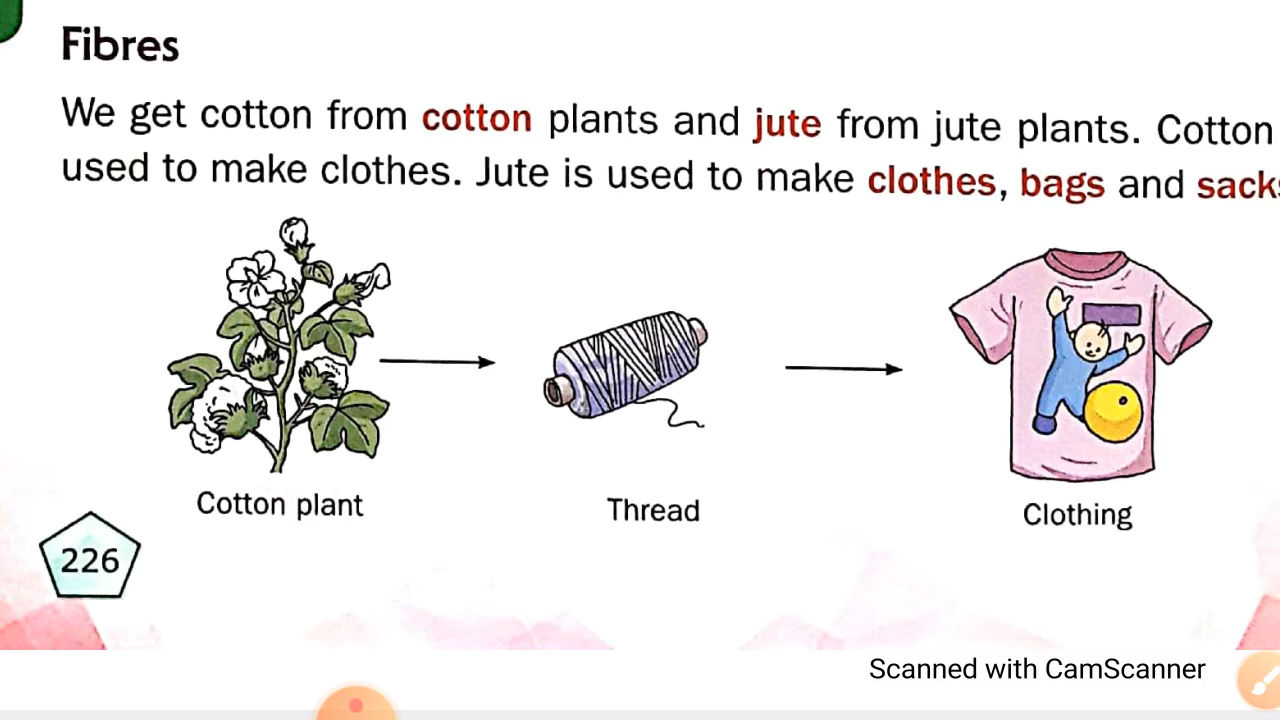 Fibres
We get cotton from cotton plants and jute from jute plants. Cotton
used to make clothes. Jute is used to make clothes, bags and sacks
Cotton plant
Thread
Clothing
226
Scanned with CamScanner